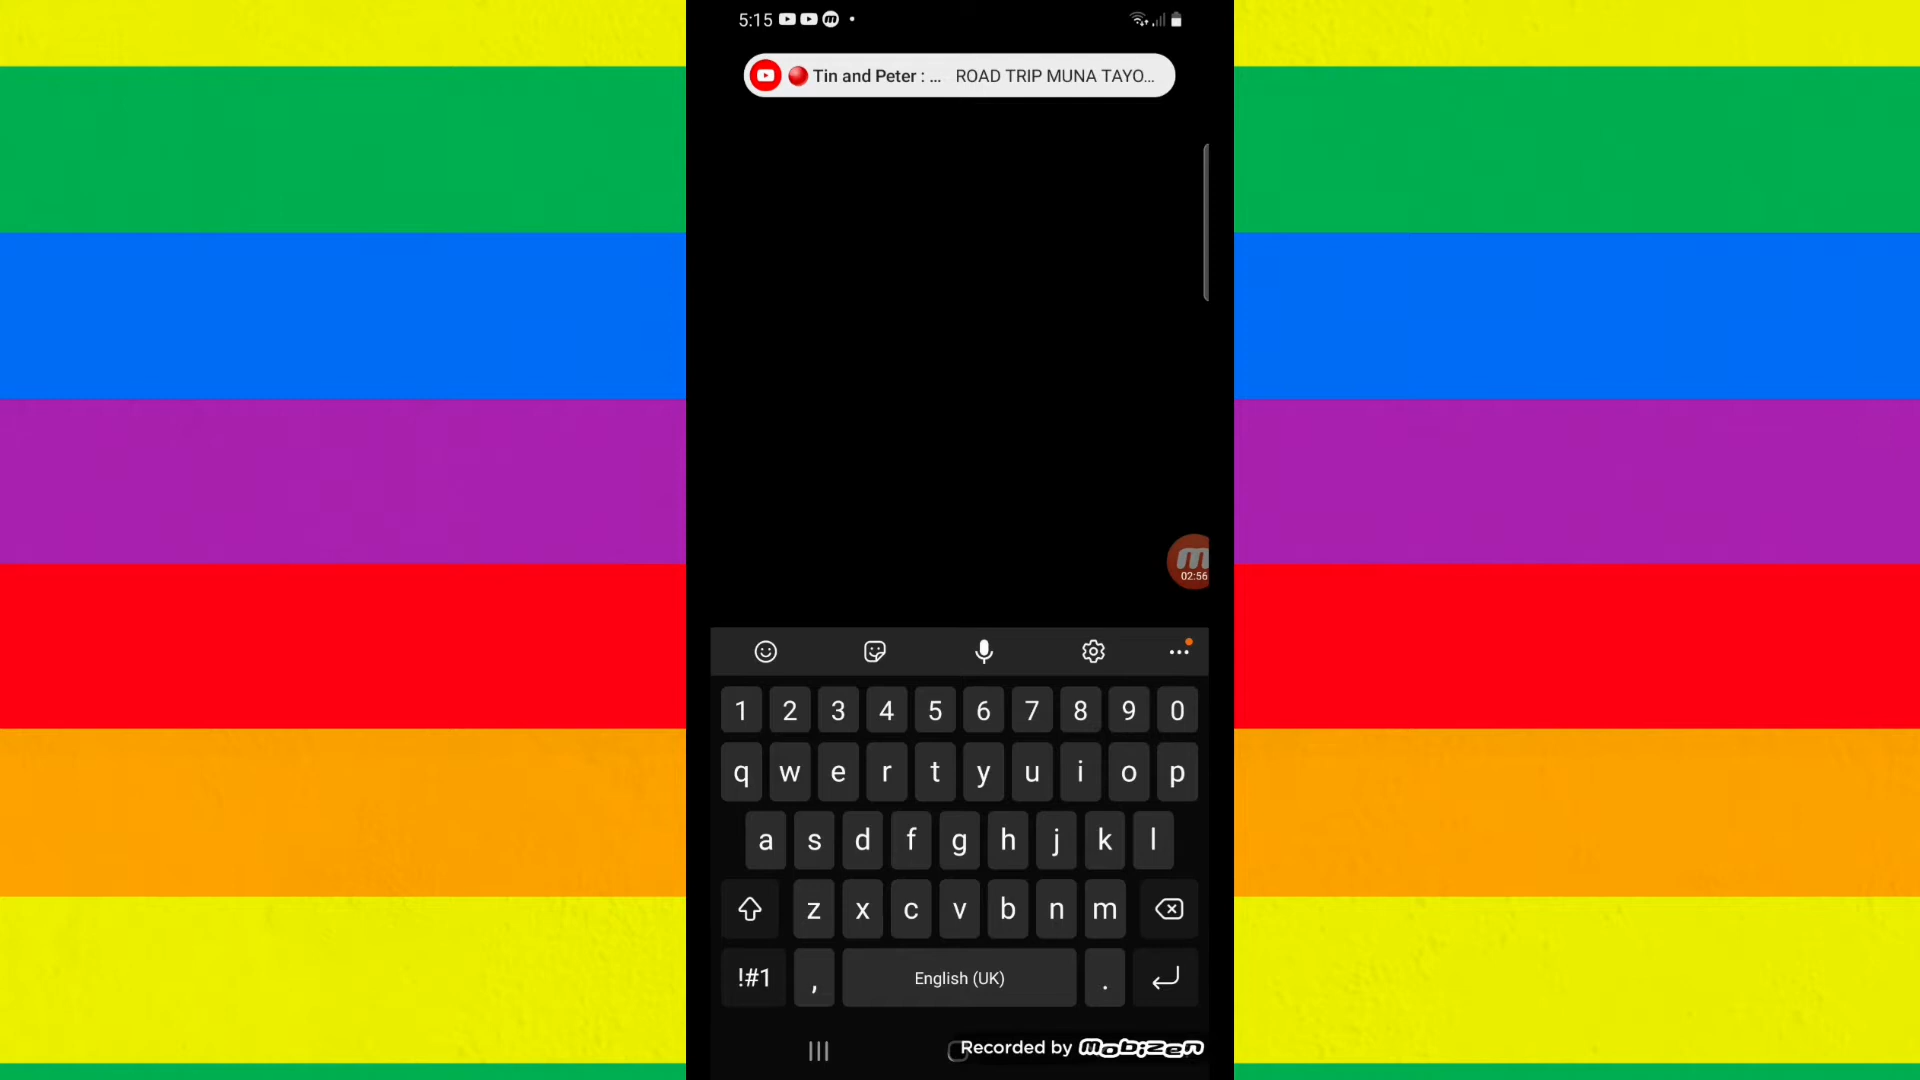 5:15
Tin and Peter : ... ROAD TRIP MUNA TAYO...
02:56
1 2 3 4 5 6 7 8 9 0
q w e r t y u i o p
a s d f g h j k l
z x c v b n m
!#1 , English (UK) .
Recorded by mobizen